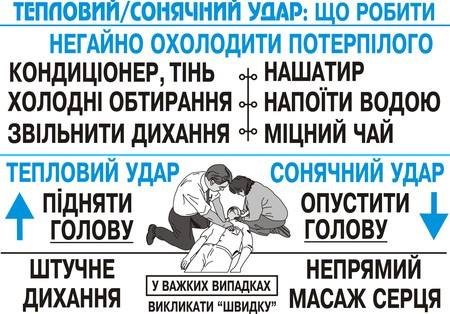 ТЕПЛОВИЙ/СОНЯЧНИЙ УДАР: ЩО РОБИТИ
НЕГАЙНО ОХОЛОДИТИ ПОТЕРПІЛОГО
КОНДИЦІОНЕР, ТІНЬ
ХОЛОДНІ ОБТИРАННЯ
ЗВІЛЬНИТИ ДИХАННЯ
НАШАТИР
НАПОЇТИ ВОДОЮ
МІЦНИЙ ЧАЙ
ТЕПЛОВИЙ УДАР
ПІДНЯТИ
ГОЛОВУ
СОНЯЧНИЙ УДАР
ОПУСТИТИ
ГОЛОВУ
ШТУЧНЕ
ДИХАННЯ
У ВАЖКИХ ВИПАДКАХ
ВИКЛИКАТИ “ШВИДКУ”
НЕПРЯМИЙ
МАСАЖ СЕРЦЯ